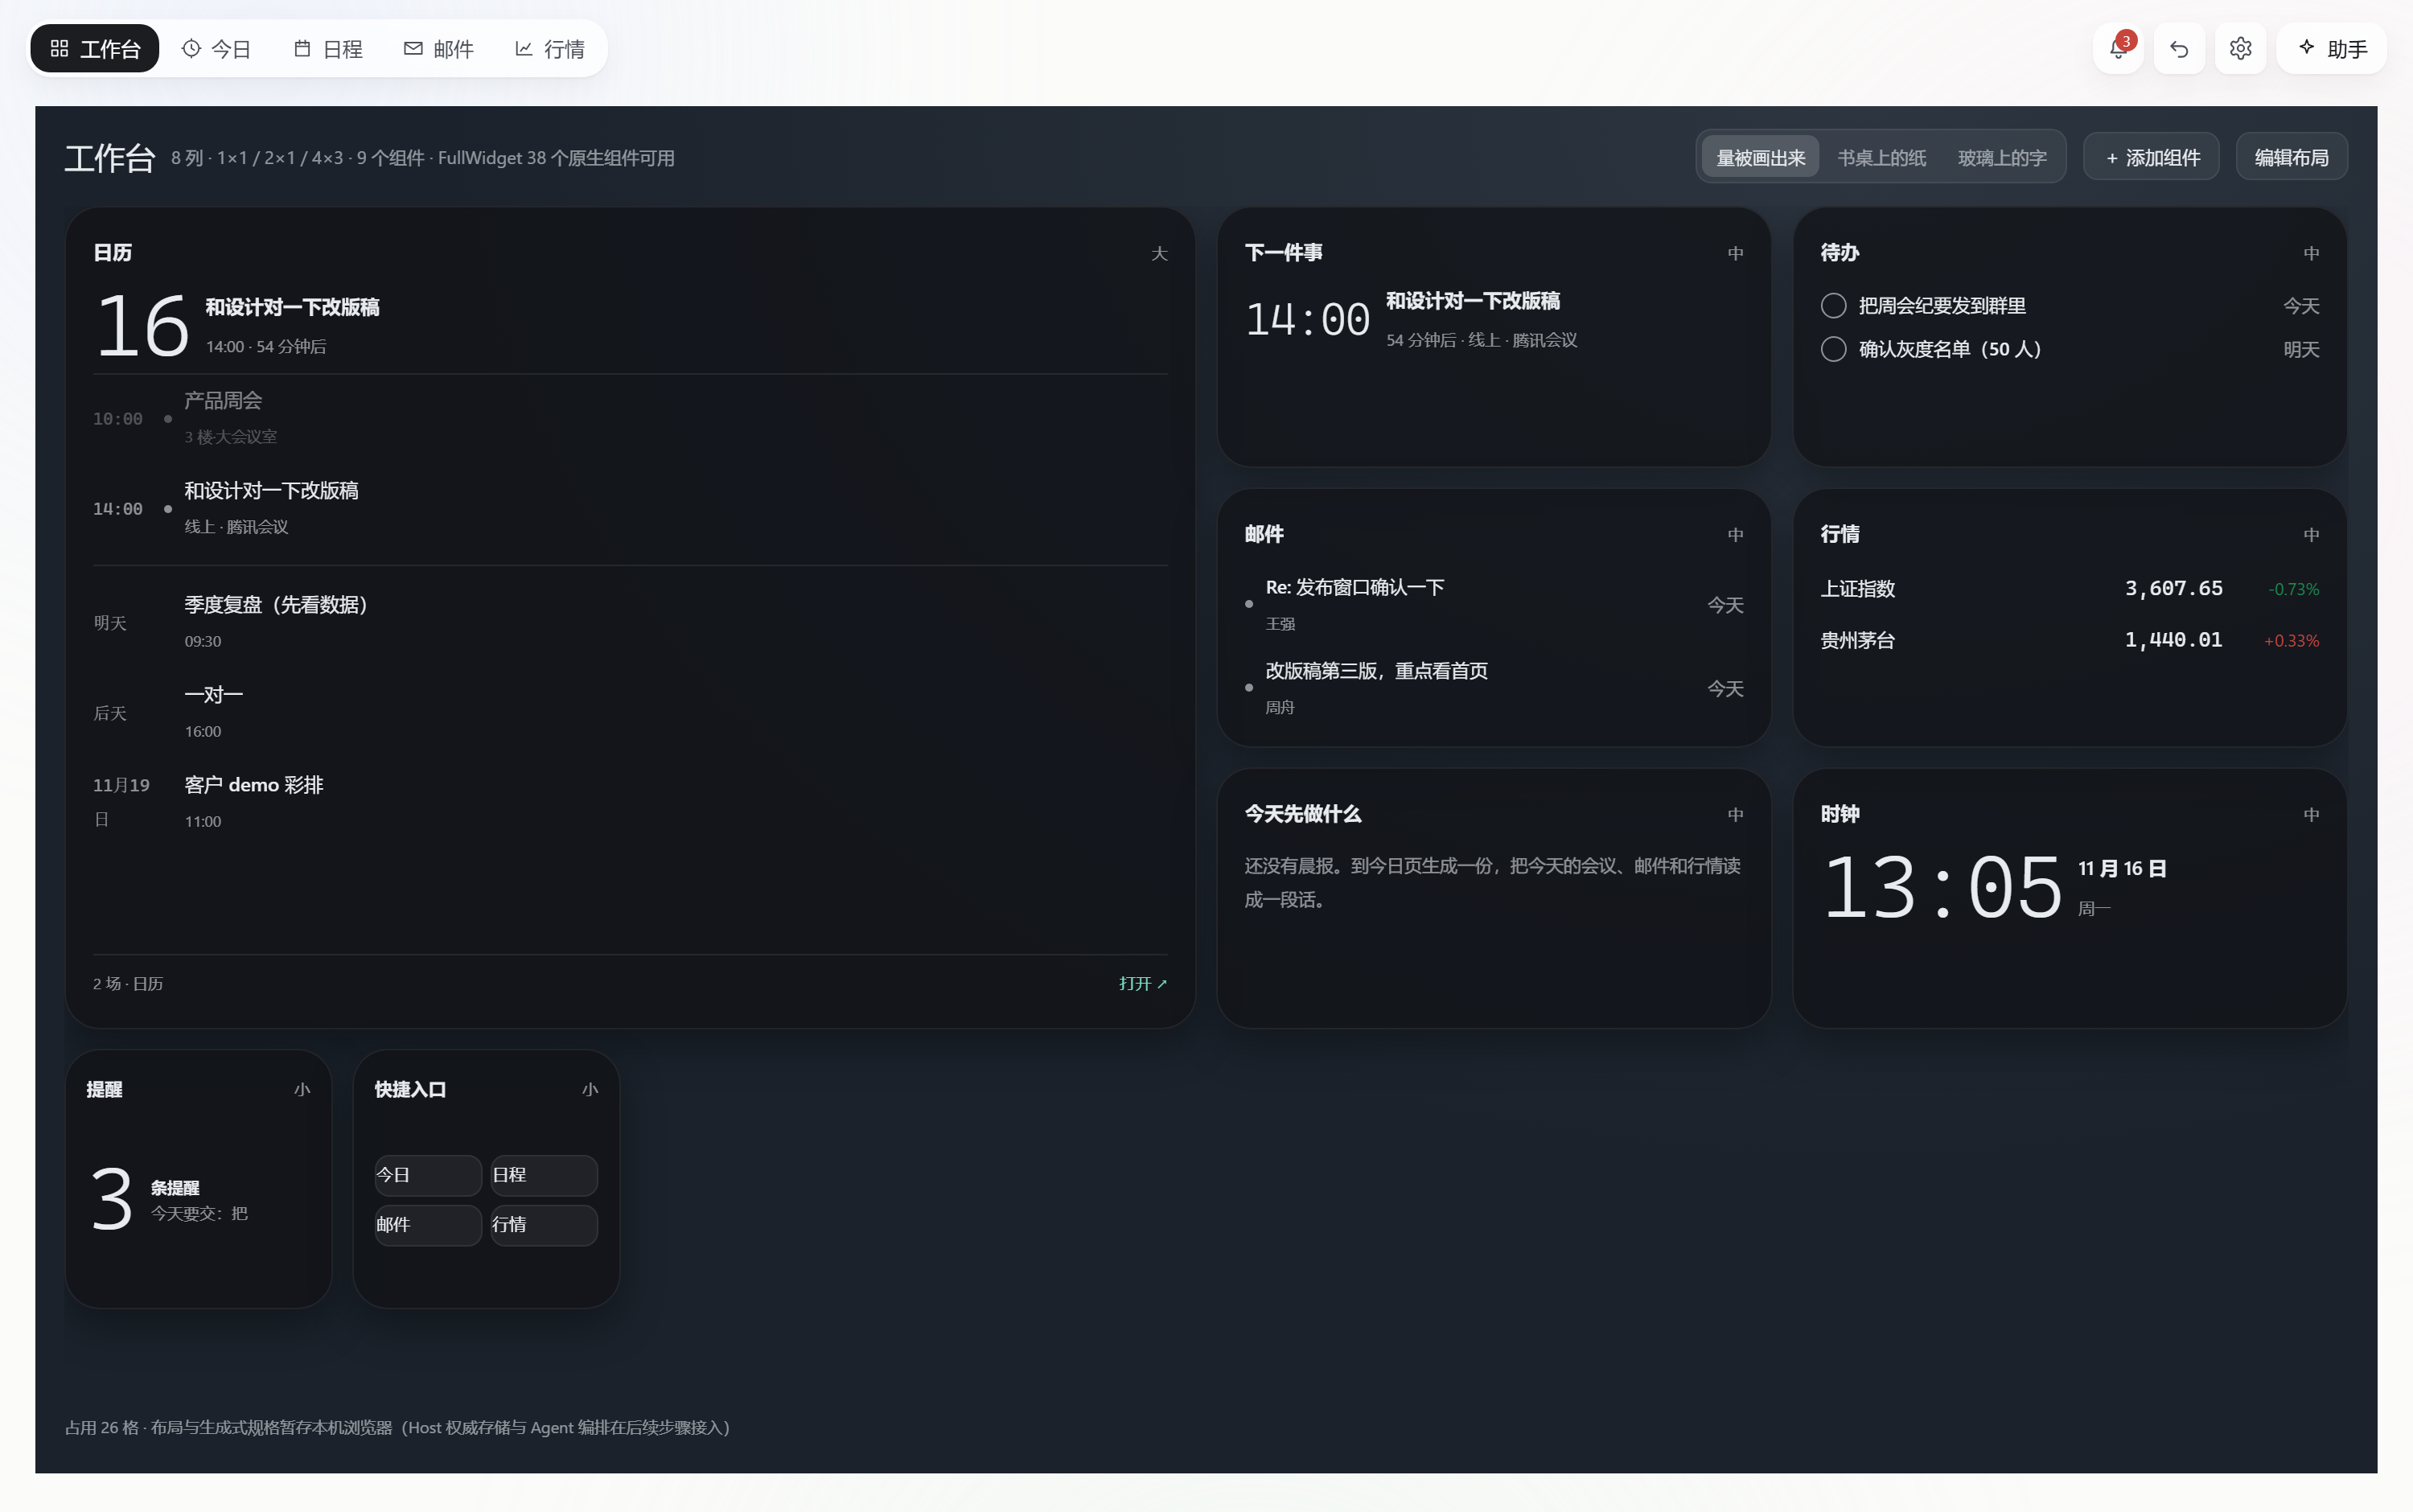 工作台 今日 日程 邮件 行情 3 助手
工作台 8 列 · 1×1 / 2×1 / 4×3 · 9 个组件 · FullWidget 38 个原生组件可用 量被画出来 书桌上的纸 玻璃上的字 + 添加组件 编辑布局
日历 大
16 和设计对一下改版稿
14:00 · 54 分钟后
10:00 产品周会
3 楼·大会议室
14:00 和设计对一下改版稿
线上 · 腾讯会议
明天 季度复盘（先看数据）
09:30
后天 一对一
16:00
11月19日 客户 demo 彩排
11:00
2 场 · 日历 打开 ↗
下一件事 中
14:00 和设计对一下改版稿
54 分钟后 · 线上 · 腾讯会议
待办 中
把周会纪要发到群里 今天
确认灰度名单（50 人） 明天
邮件 中
Re: 发布窗口确认一下 今天
王强
改版稿第三版，重点看首页 今天
周舟
行情 中
上证指数 3,607.65 -0.73%
贵州茅台 1,440.01 +0.33%
今天先做什么 中
还没有晨报。到今日页生成一份，把今天的会议、邮件和行情读
成一段话。
时钟 中
13:05 11 月 16 日
周一
提醒 小
3 条提醒
今天要交：把
快捷入口 小
今日 日程
邮件 行情
占用 26 格 · 布局与生成式规格暂存本机浏览器（Host 权威存储与 Agent 编排在后续步骤接入）